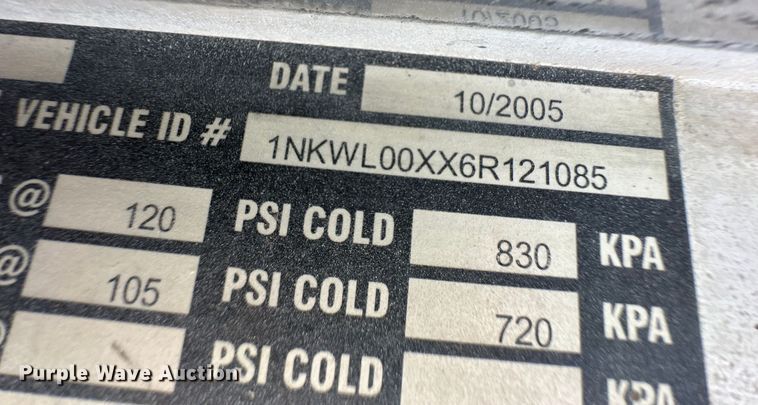 DATE 10/2005
VEHICLE ID # 1NKWL00XX6R121085
@ 120 PSI COLD 830 KPA
@ 105 PSI COLD 720 KPA
PSI COLD KPA
Purple Wave Auction